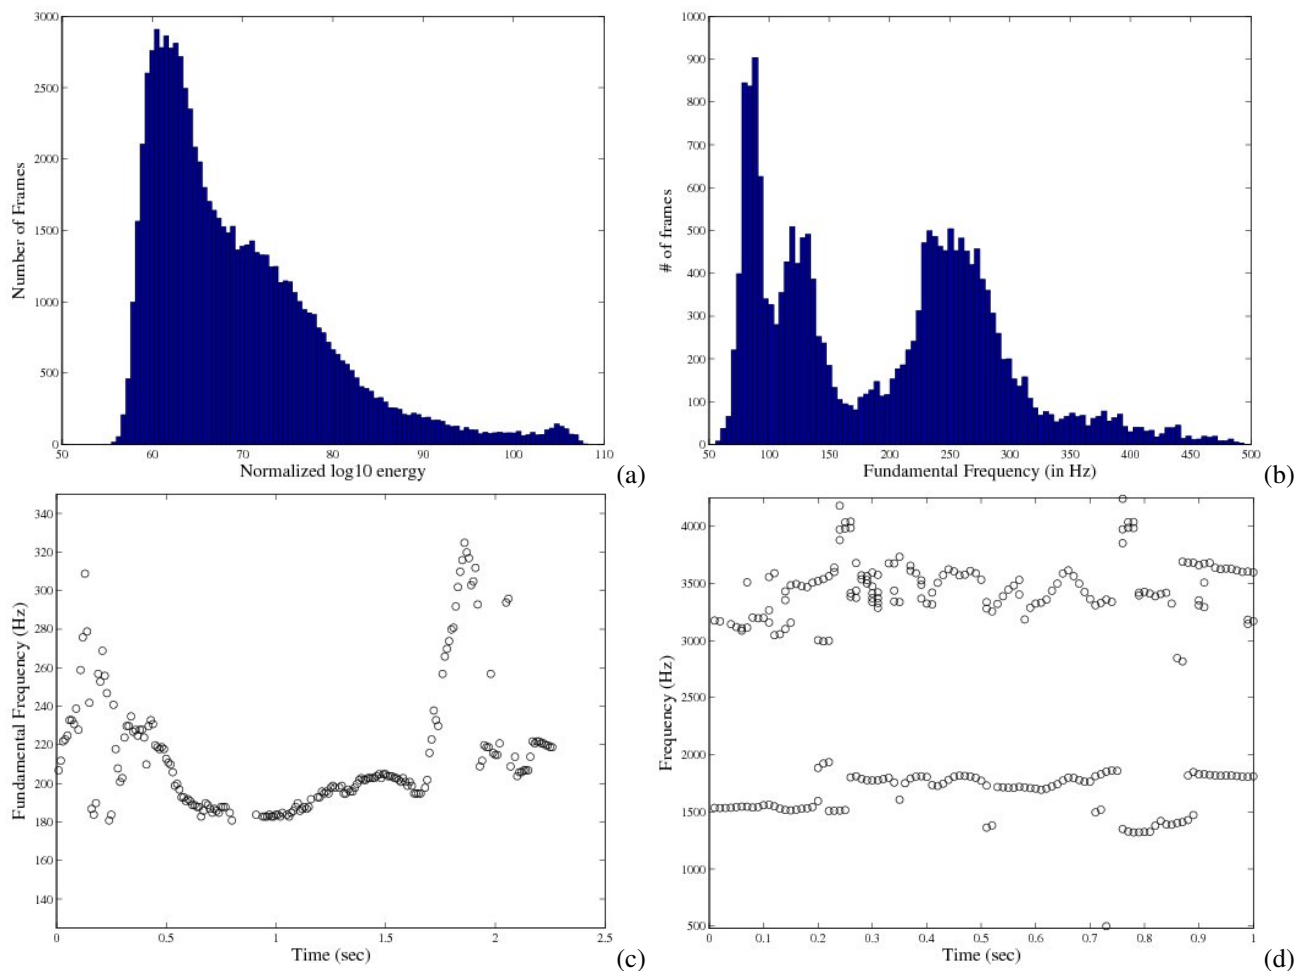 3000
2500
2000
1500
1000
500
0
Number of Frames
50 60 70 80 90 100 110
Normalized log10 energy
(a)
1000
900
800
700
600
500
400
300
200
100
0
# of frames
50 100 150 200 250 300 350 400 450 500
Fundamental Frequency (in Hz)
(b)
340
320
300
280
260
240
220
200
180
160
140
Fundamental Frequency (Hz)
0 0.5 1 1.5 2 2.5
Time (sec)
(c)
4000
3500
3000
2500
2000
1500
1000
500
Frequency (Hz)
0 0.1 0.2 0.3 0.4 0.5 0.6 0.7 0.8 0.9 1
Time (sec)
(d)